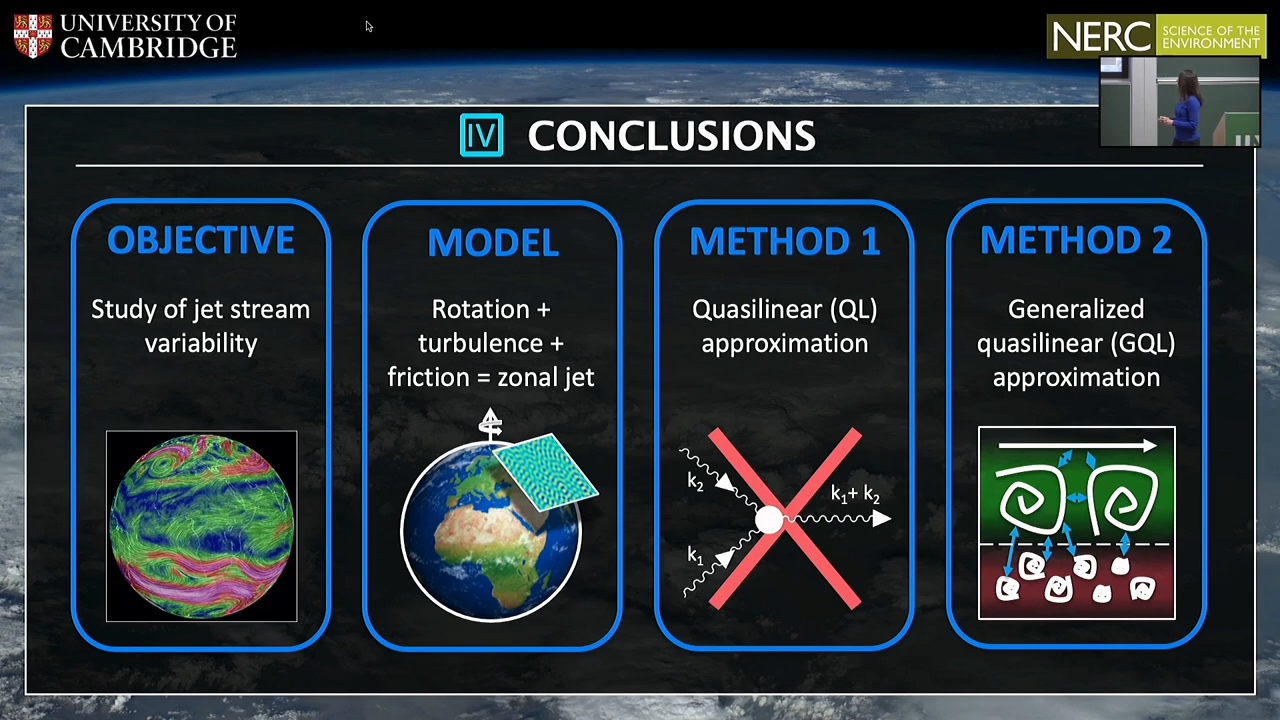 UNIVERSITY OF
CAMBRIDGE
NERC
SCIENCE OF THE
ENVIRONMENT
IV CONCLUSIONS
OBJECTIVE
Study of jet stream
variability
MODEL
Rotation +
turbulence +
friction = zonal jet
METHOD 1
Quasilinear (QL)
approximation
k₂
k₁+ k₂
k₁
METHOD 2
Generalized
quasilinear (GQL)
approximation